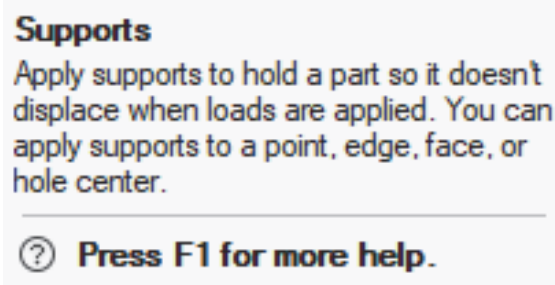 Supports
Apply supports to hold a part so it doesn't
displace when loads are applied. You can
apply supports to a point, edge, face, or
hole center.
? Press F1 for more help.